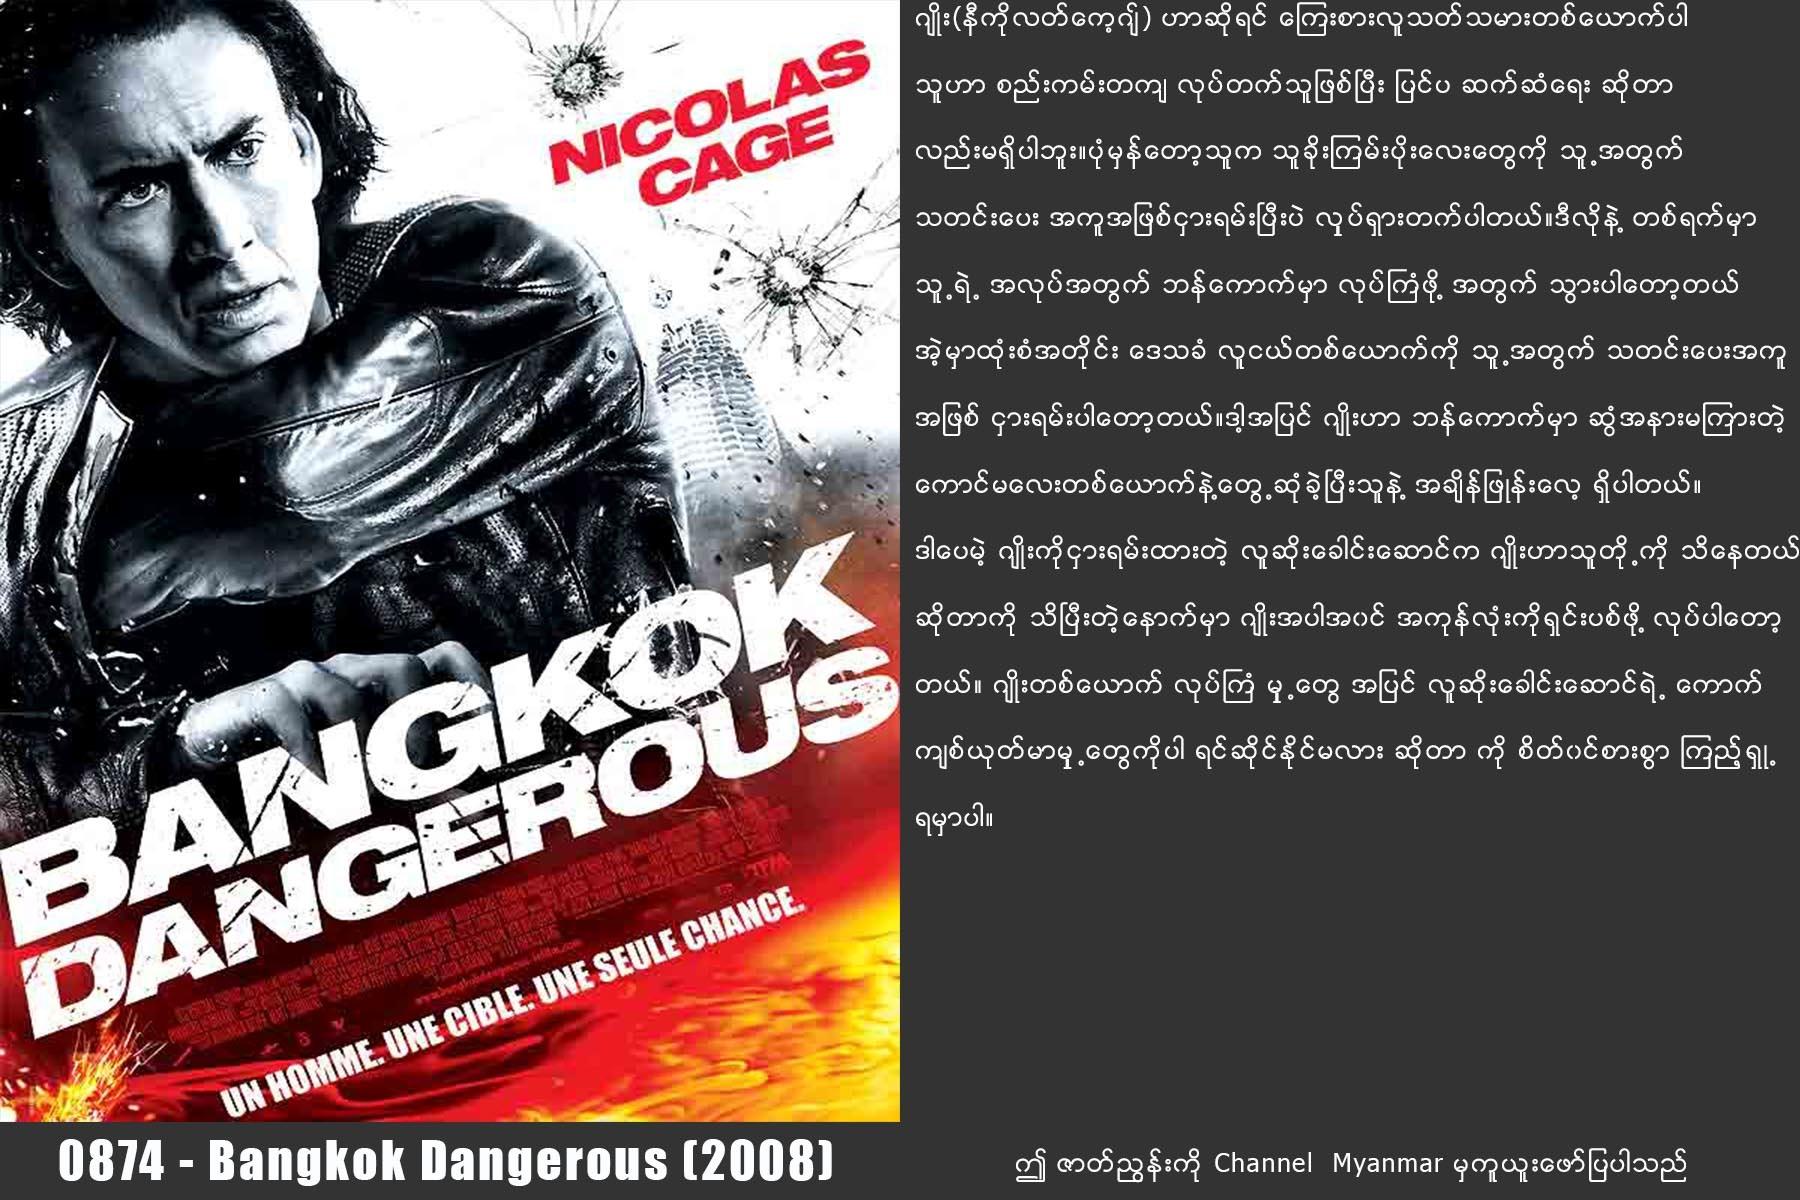 NICOLAS
CAGE
BANGKOK
DANGEROUS
UN HOMME. UNE CIBLE. UNE SEULE CHANCE.
0874 - Bangkok Dangerous (2008)
ဂျိုး(နီကိုလတ်ကေ့ဂျ်) ဟာဆိုရင် ကြေးစားလူသတ်သမားတစ်ယောက်ပါ
သူဟာ စည်းကမ်းတကျ လုပ်တက်သူဖြစ်ပြီး ပြင်ပ ဆက်ဆံရေး ဆိုတာ
လည်းမရှိပါဘူး။ပုံမှန်တော့သူက သူခိုးကြမ်းပိုးလေးတွေကို သူ့အတွက်
သတင်းပေး အကူအဖြစ်ငှားရမ်းပြီးပဲ လှုပ်ရှားတက်ပါတယ်။ဒီလိုနဲ့ တစ်ရက်မှာ
သူ့ရဲ့ အလုပ်အတွက် ဘန်ကောက်မှာ လုပ်ကြံဖို့ အတွက် သွားပါတော့တယ်
အဲ့မှာထုံးစံအတိုင်း ဒေသခံ လူငယ်တစ်ယောက်ကို သူ့အတွက် သတင်းပေးအကူ
အဖြစ် ငှားရမ်းပါတော့တယ်။ဒါ့အပြင် ဂျိုးဟာ ဘန်ကောက်မှာ ဆွံအနားမကြားတဲ့
ကောင်မလေးတစ်ယောက်နဲ့တွေ့ဆုံခဲ့ပြီးသူနဲ့ အချိန်ဖြုန်းလေ့ ရှိပါတယ်။
ဒါပေမဲ့ ဂျိုးကိုငှားရမ်းထားတဲ့ လူဆိုးခေါင်းဆောင်က ဂျိုးဟာသူတို့ကို သိနေတယ်
ဆိုတာကို သိပြီးတဲ့နောက်မှာ ဂျိုးအပါအ၀င် အကုန်လုံးကိုရှင်းပစ်ဖို့ လုပ်ပါတော့
တယ်။ ဂျိုးတစ်ယောက် လုပ်ကြံ မှု့တွေ အပြင် လူဆိုးခေါင်းဆောင်ရဲ့ ကောက်
ကျစ်ယုတ်မာမှု့တွေကိုပါ ရင်ဆိုင်နိုင်မလား ဆိုတာ ကို စိတ်၀င်စားစွာ ကြည့်ရှု့
ရမှာပါ။
ဤ ဇာတ်ညွှန်းကို Channel Myanmar မှကူယူးဖော်ပြပါသည်